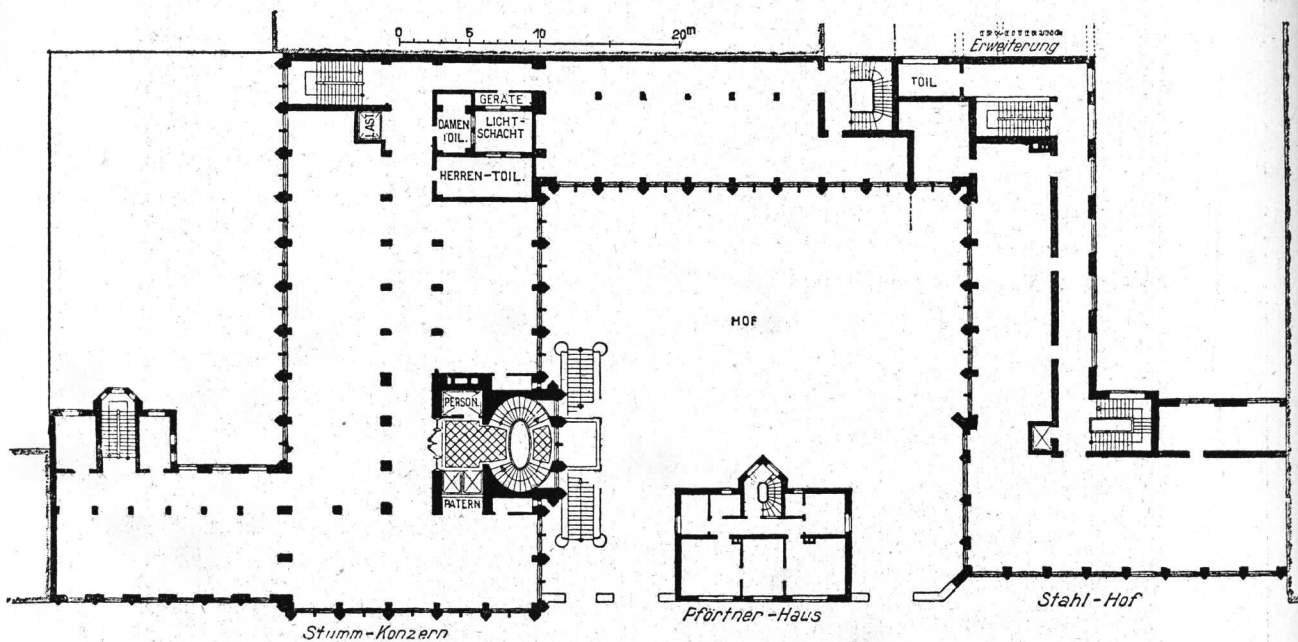 0 5 10 20m
Erweiterung
TOIL
GERÄTE
LAST
DAMEN
TOIL.
LICHT-
SCHACHT
HERREN-TOIL.
HOF
PERSON.
PATERN
Pförtner-Haus
Stahl-Hof
Stumm-Konzern